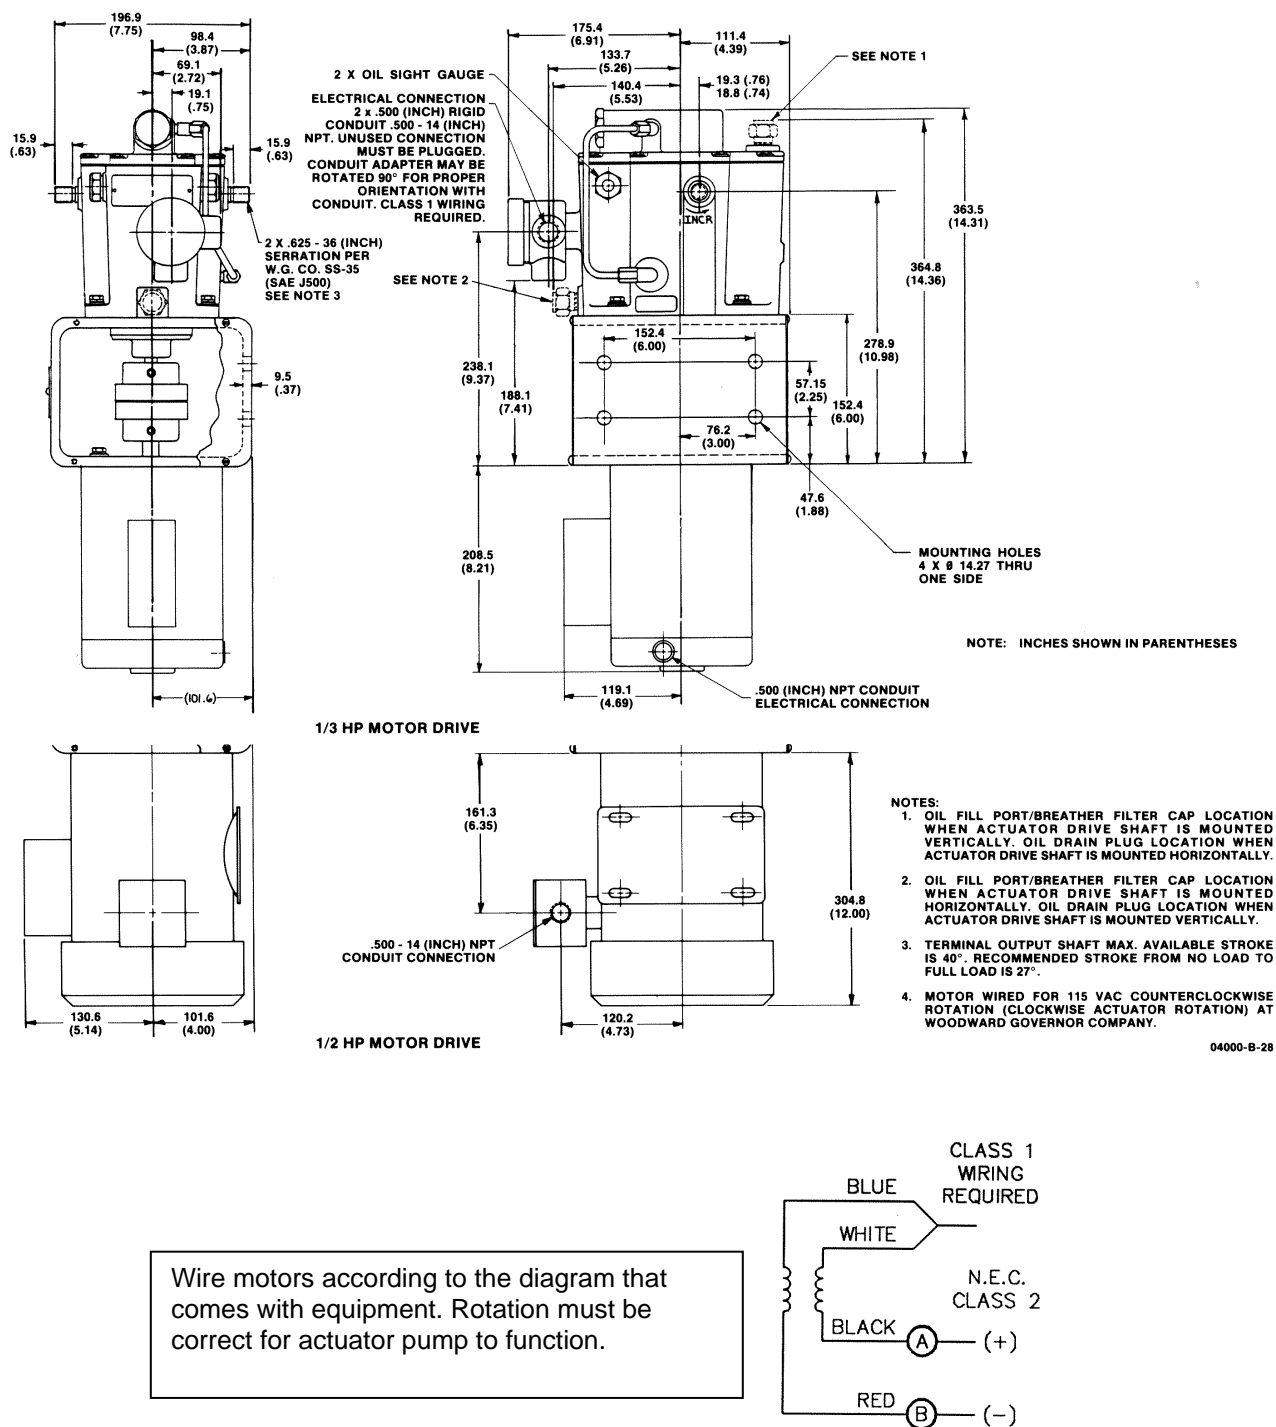 196.9
(7.75)
98.4
(3.87)
69.1
(2.72)
19.1
(.75)
15.9
(.63)
15.9
(.63)
2 X OIL SIGHT GAUGE
ELECTRICAL CONNECTION
2 x .500 (INCH) RIGID
CONDUIT .500 - 14 (INCH)
NPT. UNUSED CONNECTION
MUST BE PLUGGED.
CONDUIT ADAPTER MAY BE
ROTATED 90° FOR PROPER
ORIENTATION WITH
CONDUIT. CLASS 1 WIRING
REQUIRED.
2 X .625 - 36 (INCH)
SERRATION PER
W.G. CO. SS-35
(SAE J500)
SEE NOTE 3
9.5
(.37)
(101.6)
175.4
(6.91)
111.4
(4.39)
133.7
(5.26)
140.4
(5.53)
19.3 (.76)
18.8 (.74)
SEE NOTE 1
INCR
SEE NOTE 2
363.5
(14.31)
364.8
(14.36)
278.9
(10.98)
238.1
(9.37)
188.1
(7.41)
152.4
(6.00)
57.15
(2.25)
152.4
(6.00)
76.2
(3.00)
47.6
(1.88)
208.5
(8.21)
MOUNTING HOLES
4 X Ø 14.27 THRU
ONE SIDE
NOTE: INCHES SHOWN IN PARENTHESES
119.1
(4.69)
.500 (INCH) NPT CONDUIT
ELECTRICAL CONNECTION
1/3 HP MOTOR DRIVE
161.3
(6.35)
304.8
(12.00)
.500 - 14 (INCH) NPT
CONDUIT CONNECTION
130.6
(5.14)
101.6
(4.00)
120.2
(4.73)
1/2 HP MOTOR DRIVE
NOTES:
1. OIL FILL PORT/BREATHER FILTER CAP LOCATION
WHEN ACTUATOR DRIVE SHAFT IS MOUNTED
VERTICALLY. OIL DRAIN PLUG LOCATION WHEN
ACTUATOR DRIVE SHAFT IS MOUNTED HORIZONTALLY.
2. OIL FILL PORT/BREATHER FILTER CAP LOCATION
WHEN ACTUATOR DRIVE SHAFT IS MOUNTED
HORIZONTALLY. OIL DRAIN PLUG LOCATION WHEN
ACTUATOR DRIVE SHAFT IS MOUNTED VERTICALLY.
3. TERMINAL OUTPUT SHAFT MAX. AVAILABLE STROKE
IS 40°. RECOMMENDED STROKE FROM NO LOAD TO
FULL LOAD IS 27°.
4. MOTOR WIRED FOR 115 VAC COUNTERCLOCKWISE
ROTATION (CLOCKWISE ACTUATOR ROTATION) AT
WOODWARD GOVERNOR COMPANY.
04000-B-28
Wire motors according to the diagram that
comes with equipment. Rotation must be
correct for actuator pump to function.
CLASS 1
WIRING
REQUIRED
BLUE
WHITE
N.E.C.
CLASS 2
BLACK A (+)
RED B (-)